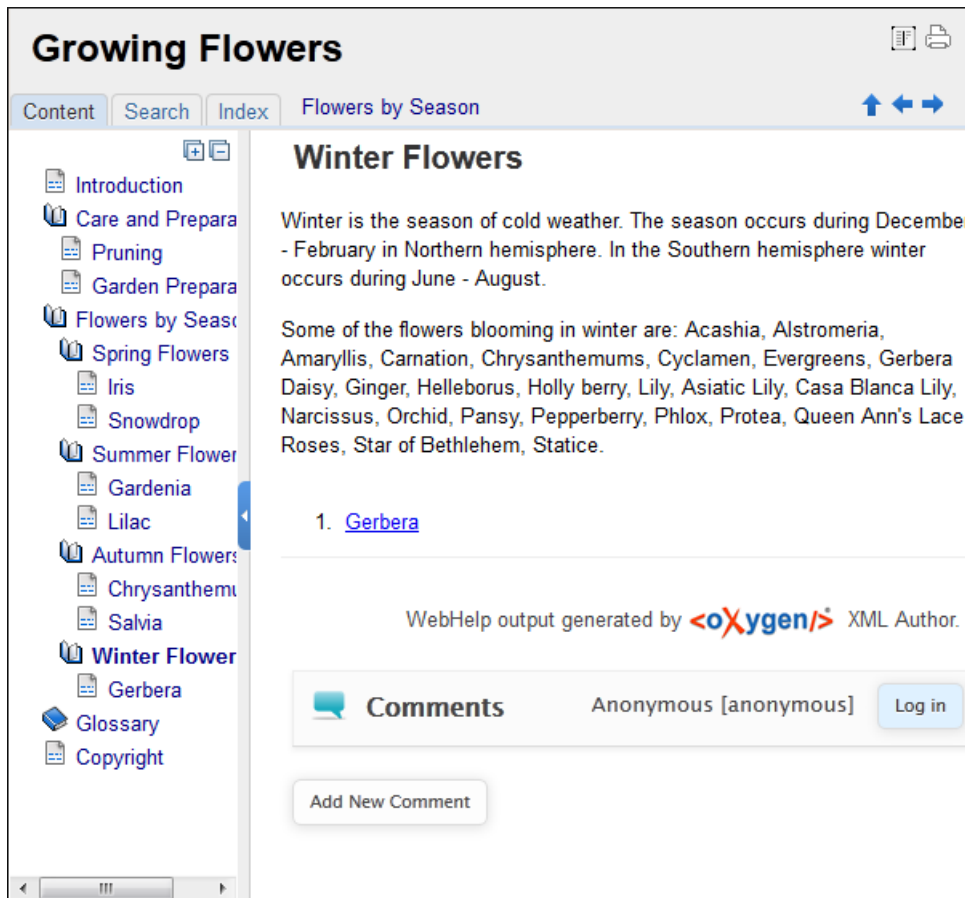 Growing Flowers
Content Search Index Flowers by Season
Introduction
Care and Prepara
Pruning
Garden Prepara
Flowers by Seaso
Spring Flowers
Iris
Snowdrop
Summer Flower
Gardenia
Lilac
Autumn Flowers
Chrysanthemu
Salvia
Winter Flower
Gerbera
Glossary
Copyright
Winter Flowers
Winter is the season of cold weather. The season occurs during December
- February in Northern hemisphere. In the Southern hemisphere winter
occurs during June - August.
Some of the flowers blooming in winter are: Acashia, Alstromeria,
Amaryllis, Carnation, Chrysanthemums, Cyclamen, Evergreens, Gerbera
Daisy, Ginger, Helleborus, Holly berry, Lily, Asiatic Lily, Casa Blanca Lily,
Narcissus, Orchid, Pansy, Pepperberry, Phlox, Protea, Queen Ann's Lace
Roses, Star of Bethlehem, Statice.
1. Gerbera
WebHelp output generated by <oXygen/> XML Author.
Comments Anonymous [anonymous] Log in
Add New Comment